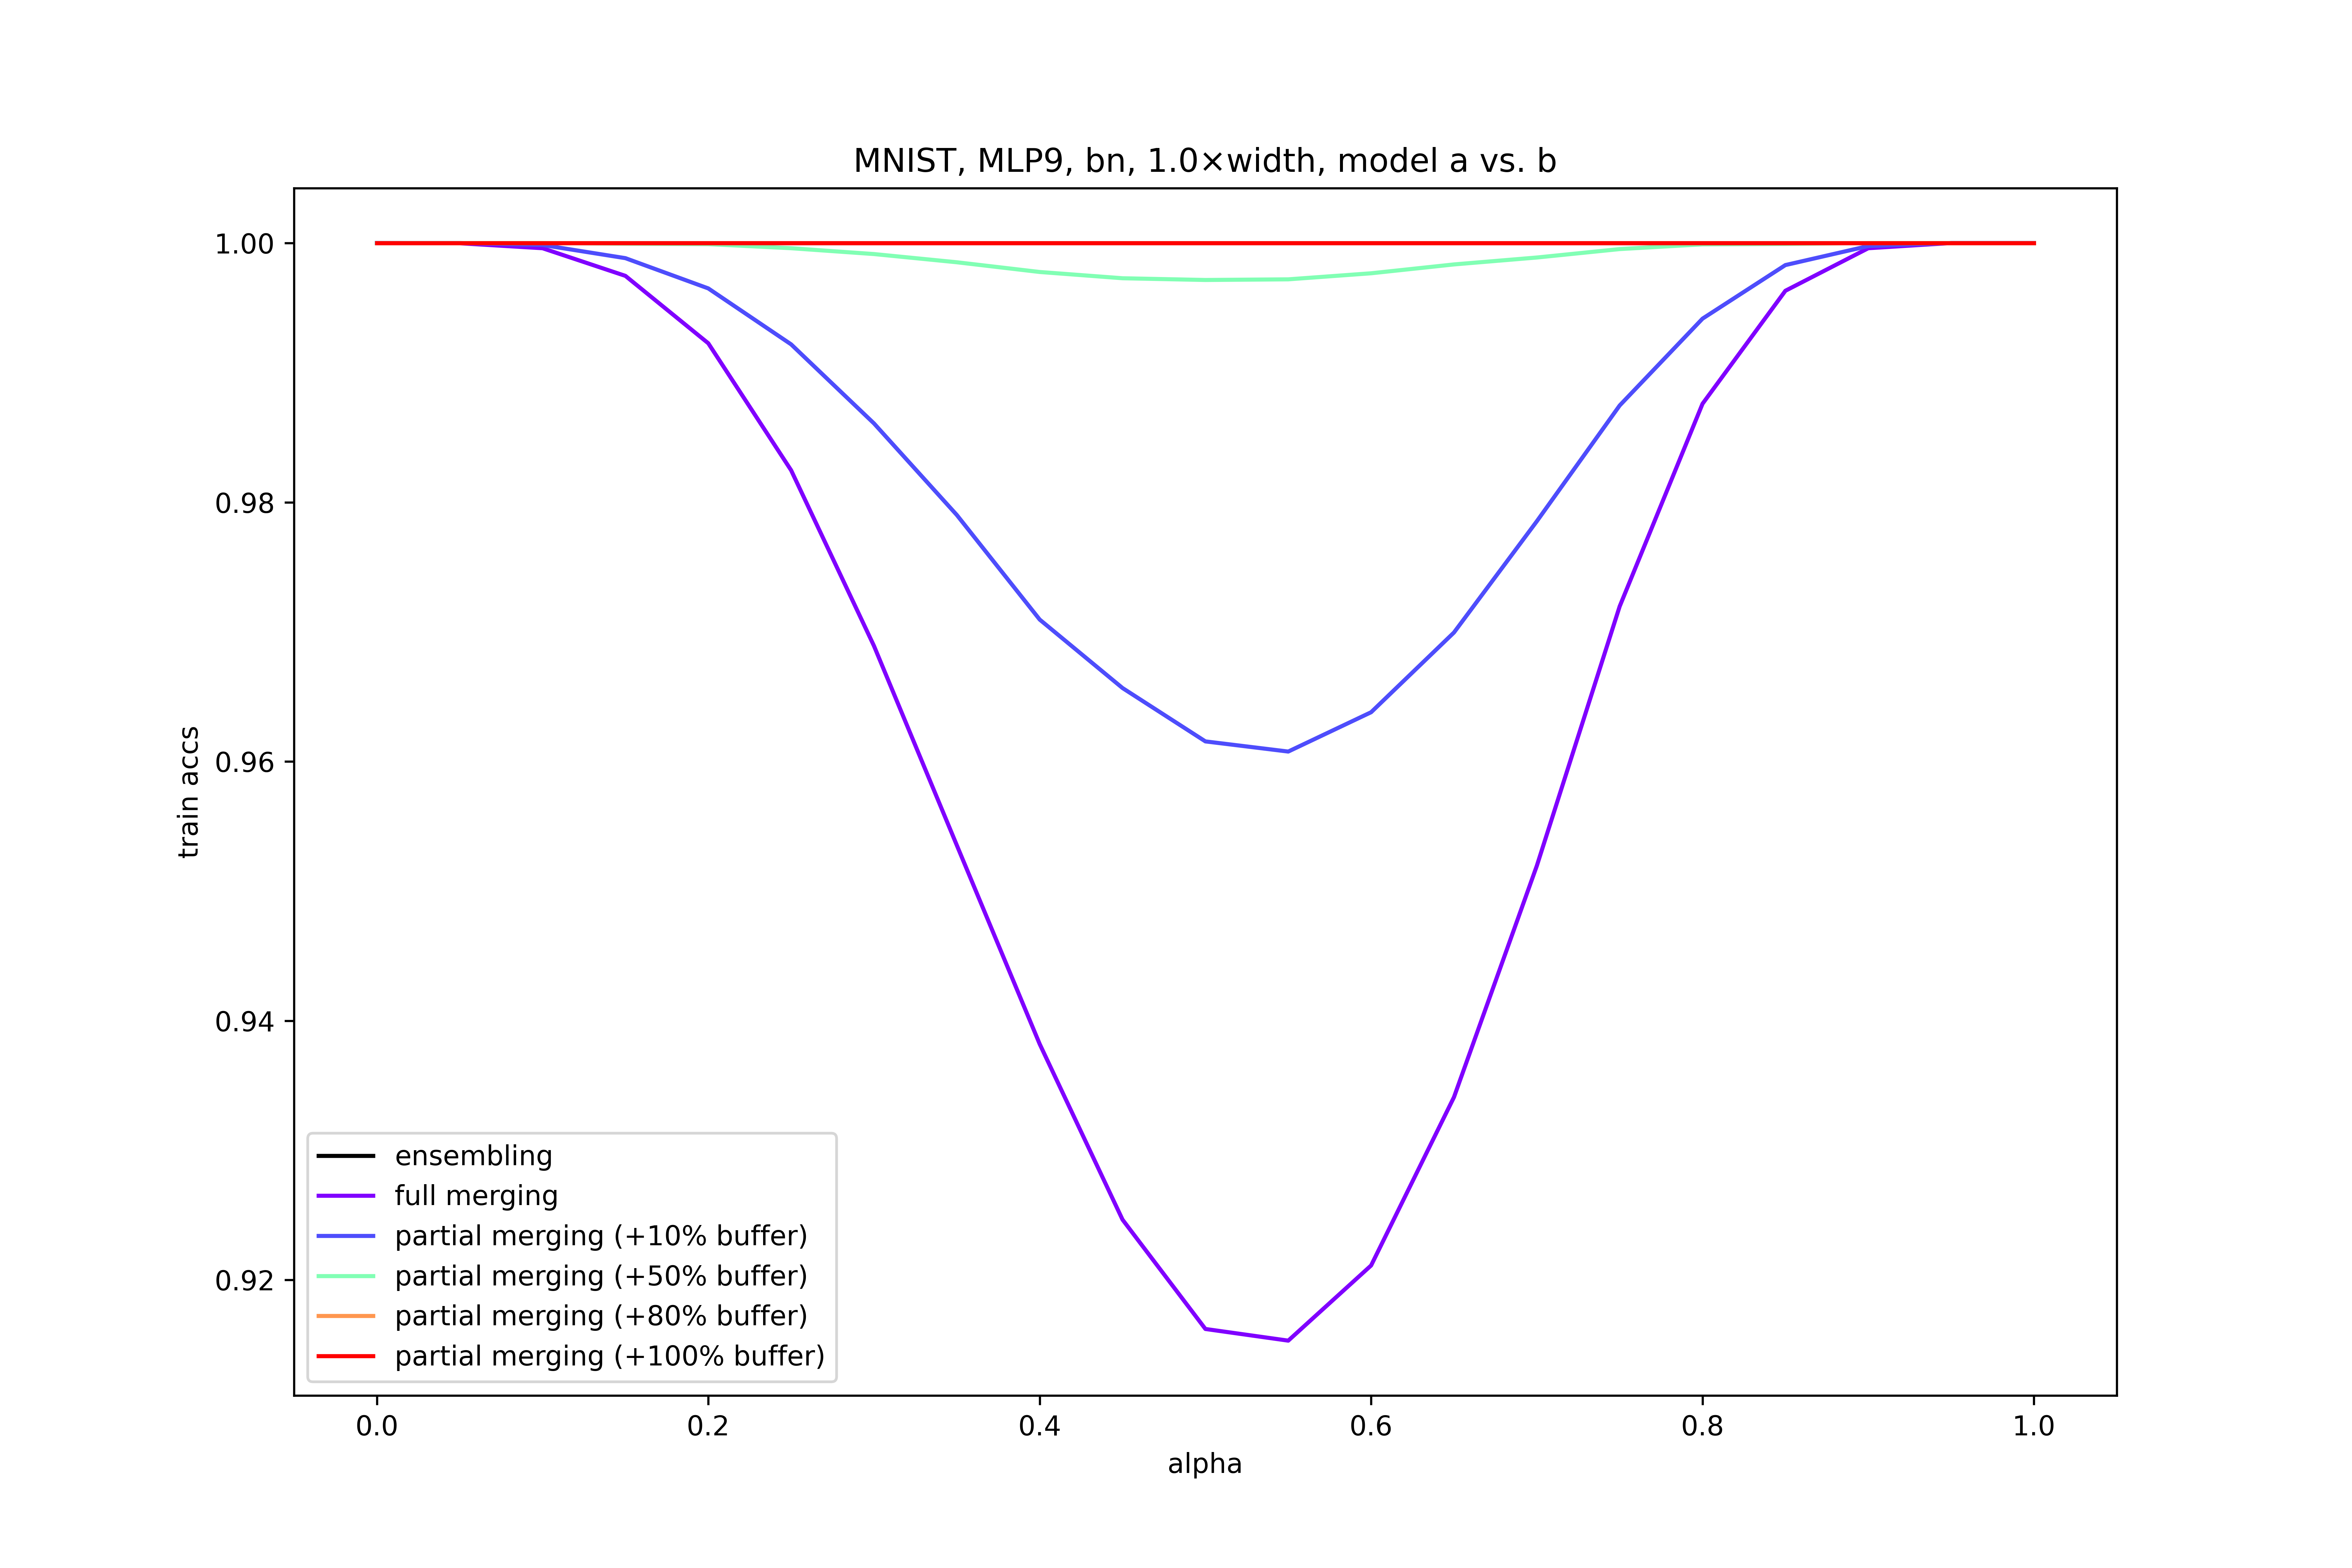 MNIST, MLP9, bn, 1.0×width, model a vs. b
1.00
0.98
0.96
0.94
0.92
train accs
ensembling
full merging
partial merging (+10% buffer)
partial merging (+50% buffer)
partial merging (+80% buffer)
partial merging (+100% buffer)
0.0 0.2 0.4 0.6 0.8 1.0
alpha